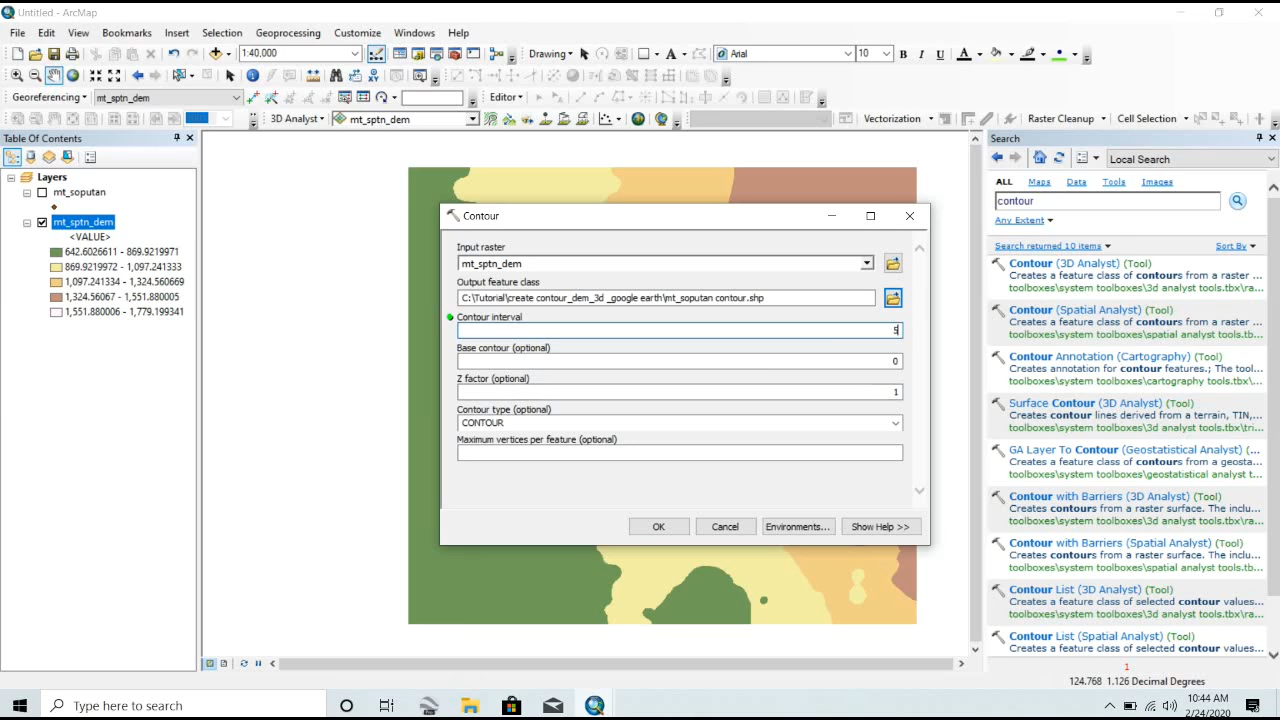 Untitled - ArcMap
File Edit View Bookmarks Insert Selection Geoprocessing Customize Windows Help
1:40,000 Drawing Arial 10 B I U A
Georeferencing mt_sptn_dem Editor
3D Analyst mt_sptn_dem Vectorization Raster Cleanup Cell Selection
Table Of Contents
Layers
mt_soputan
mt_sptn_dem
<VALUE>
642.6026611 - 869.9219971
869.9219972 - 1,097.241333
1,097.241334 - 1,324.560669
1,324.56067 - 1,551.880005
1,551.880006 - 1,779.199341
Contour
Input raster
mt_sptn_dem
Output feature class
C:\Tutorial\create contour_dem_3d _google earth\mt_soputan contour.shp
Contour interval
5
Base contour (optional)
0
Z factor (optional)
1
Contour type (optional)
CONTOUR
Maximum vertices per feature (optional)
OK Cancel Environments... Show Help >>
Search
Local Search
ALL Maps Data Tools Images
contour
Any Extent
Search returned 10 items Sort By
Contour (3D Analyst) (Tool)
Creates a feature class of contours from a raster ...
toolboxes\system toolboxes\3d analyst tools.tbx\ras...
Contour (Spatial Analyst) (Tool)
Creates a feature class of contours from a raster ...
toolboxes\system toolboxes\spatial analyst tools.tb...
Contour Annotation (Cartography) (Tool)
Creates annotation for contour features.; The tool...
toolboxes\system toolboxes\cartography tools.tbx\...
Surface Contour (3D Analyst) (Tool)
Creates contour lines derived from a terrain, TIN,...
toolboxes\system toolboxes\3d analyst tools.tbx\tri...
GA Layer To Contour (Geostatistical Analyst) (...
Creates a feature class of contours from a geosta...
toolboxes\system toolboxes\geostatistical analyst t...
Contour with Barriers (3D Analyst) (Tool)
Creates contours from a raster surface. The inclu...
toolboxes\system toolboxes\3d analyst tools.tbx\ra...
Contour with Barriers (Spatial Analyst) (Tool)
Creates contours from a raster surface. The inclu...
toolboxes\system toolboxes\spatial analyst tools.tb...
Contour List (3D Analyst) (Tool)
Creates a feature class of selected contour values...
toolboxes\system toolboxes\3d analyst tools.tbx\ra...
Contour List (Spatial Analyst) (Tool)
Creates a feature class of selected contour values...
1
124.768 1.126 Decimal Degrees
Type here to search
10:44 AM
2/24/2020